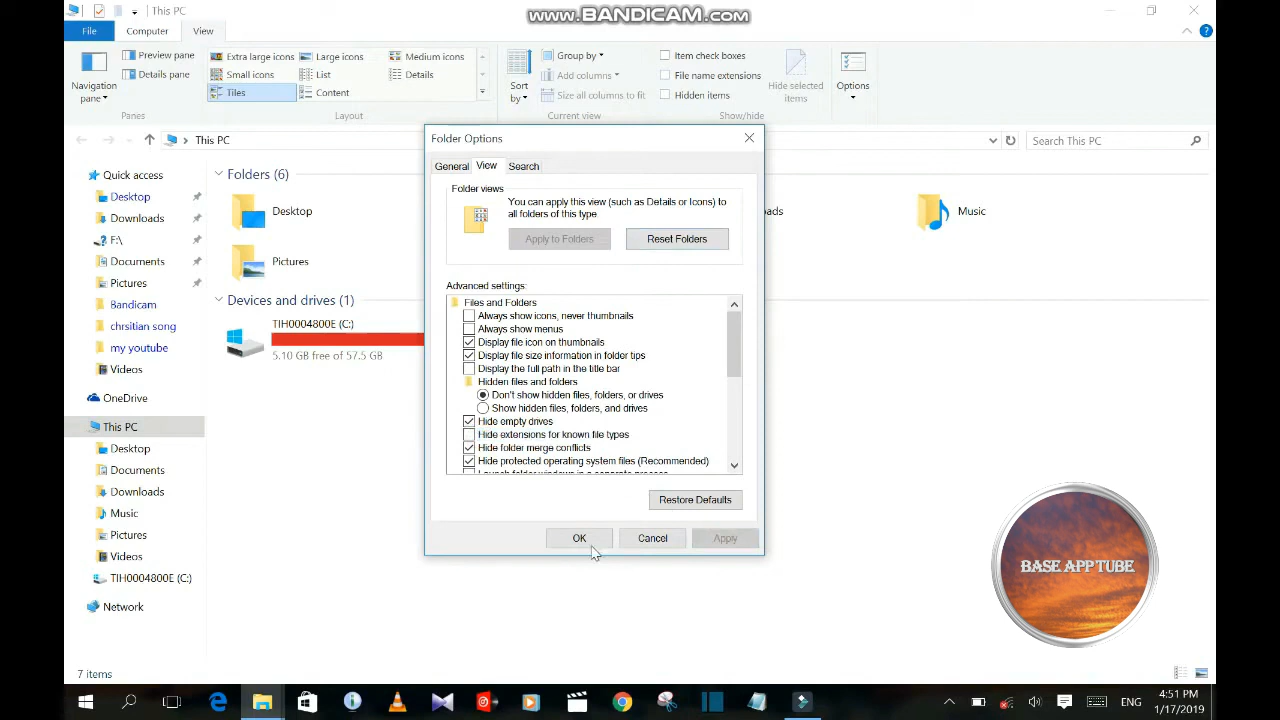 This PC
www.BANDICAM.com
File
Computer
View
Navigation pane
Preview pane
Details pane
Panes
Extra large icons
Large icons
Medium icons
Small icons
List
Details
Tiles
Content
Layout
Sort by
Group by
Add columns
Size all columns to fit
Current view
Item check boxes
File name extensions
Hidden items
Hide selected items
Show/hide
Options
This PC
Search This PC
Quick access
Desktop
Downloads
F:\
Documents
Pictures
Bandicam
chrsitian song
my youtube
Videos
OneDrive
This PC
Desktop
Documents
Downloads
Music
Pictures
Videos
TIH0004800E (C:)
Network
Folders (6)
Desktop
Pictures
Music
Devices and drives (1)
TIH0004800E (C:)
5.10 GB free of 57.5 GB
Folder Options
General
View
Search
Folder views
You can apply this view (such as Details or Icons) to
all folders of this type
Apply to Folders
Reset Folders
Advanced settings:
Files and Folders
Always show icons, never thumbnails
Always show menus
Display file icon on thumbnails
Display file size information in folder tips
Display the full path in the title bar
Hidden files and folders
Don't show hidden files, folders, or drives
Show hidden files, folders, and drives
Hide empty drives
Hide extensions for known file types
Hide folder merge conflicts
Hide protected operating system files (Recommended)
Launch folder windows in a separate process
Restore Defaults
OK
Cancel
Apply
BASE APP TUBE
7 items
ENG
4:51 PM
1/17/2019